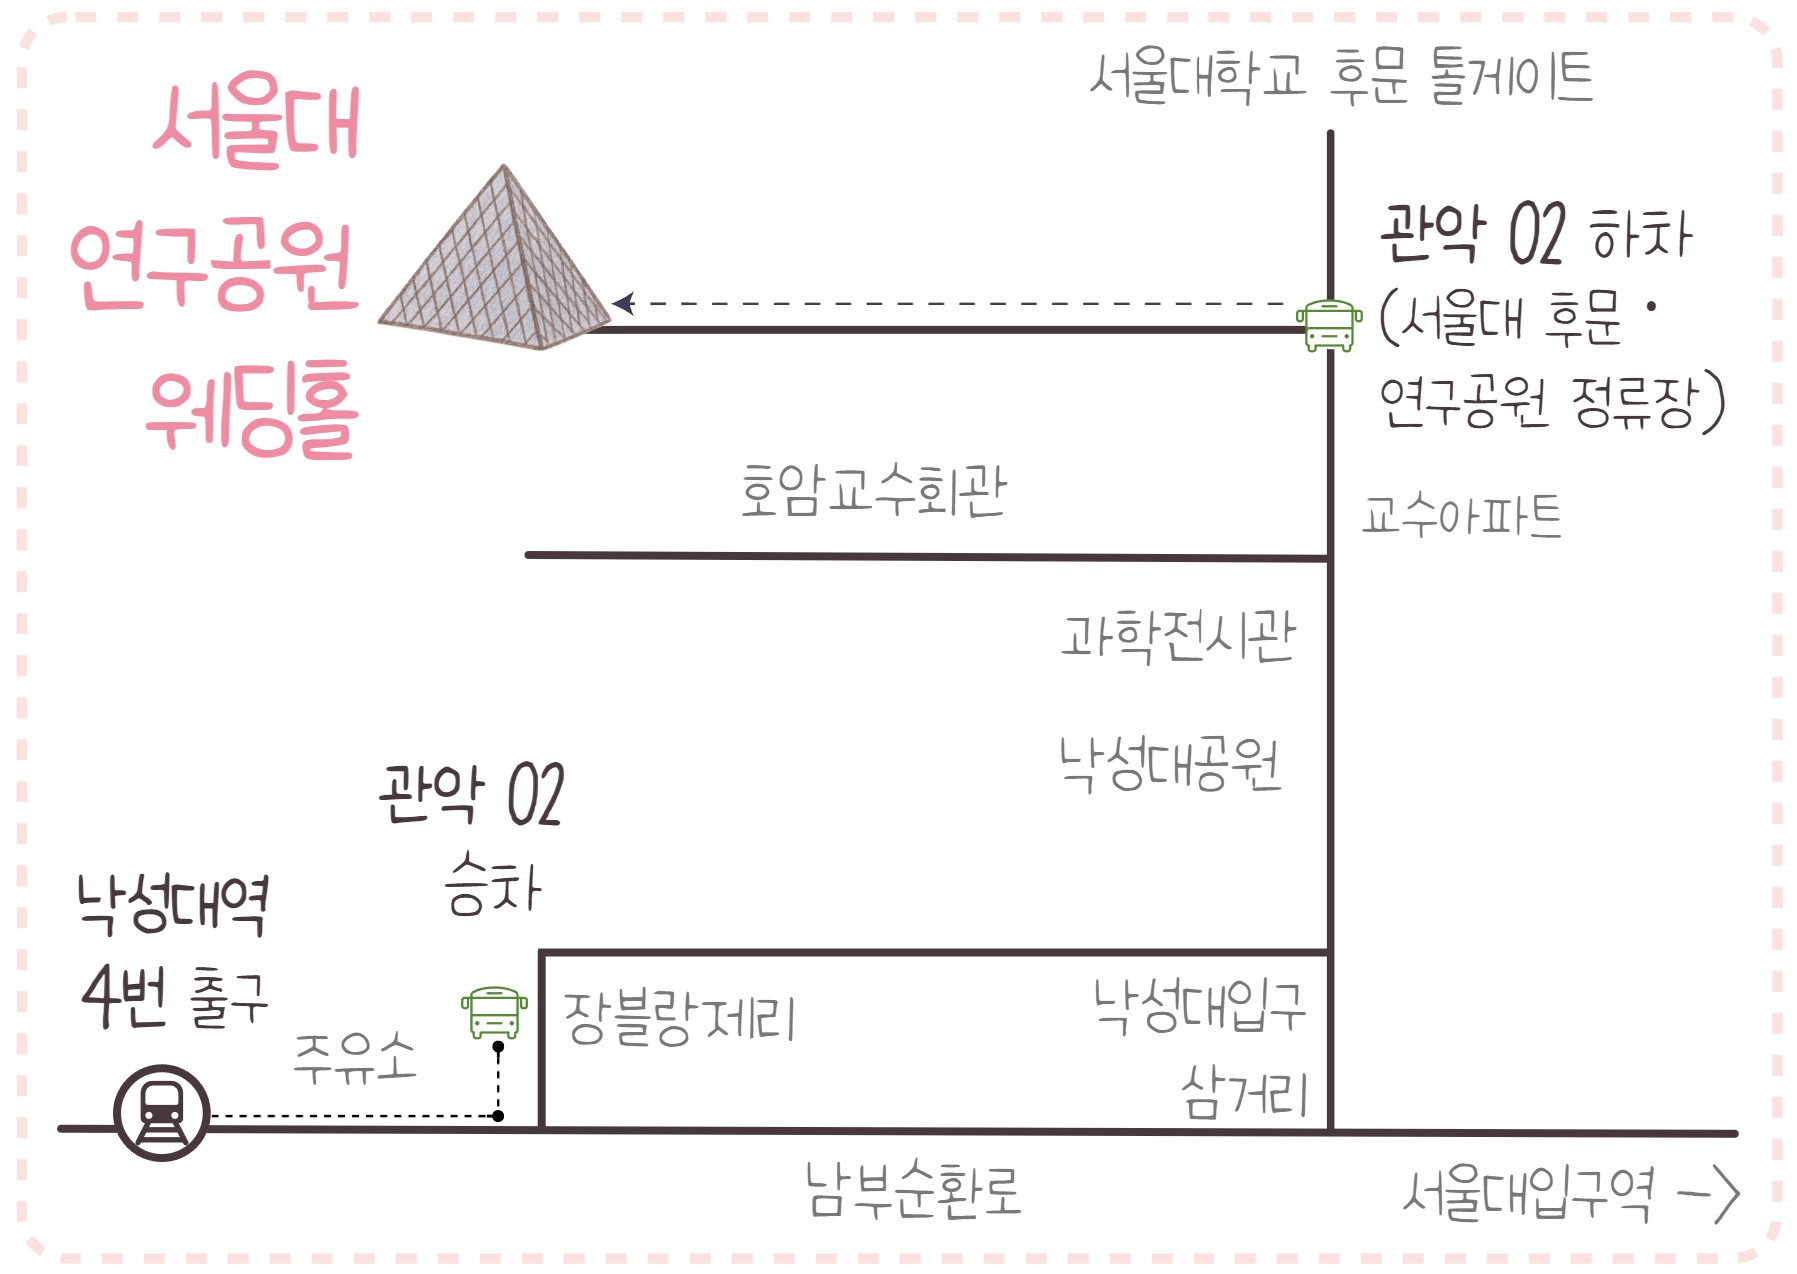 서울대
연구공원
웨딩홀
서울대학교 후문 톨게이트
관악 02 하차
(서울대 후문·
연구공원 정류장)
호암교수회관
교수아파트
과학전시관
낙성대공원
관악 02
승차
낙성대역
4번 출구
주유소
장블랑제리
낙성대입구
삼거리
남부순환로
서울대입구역 →